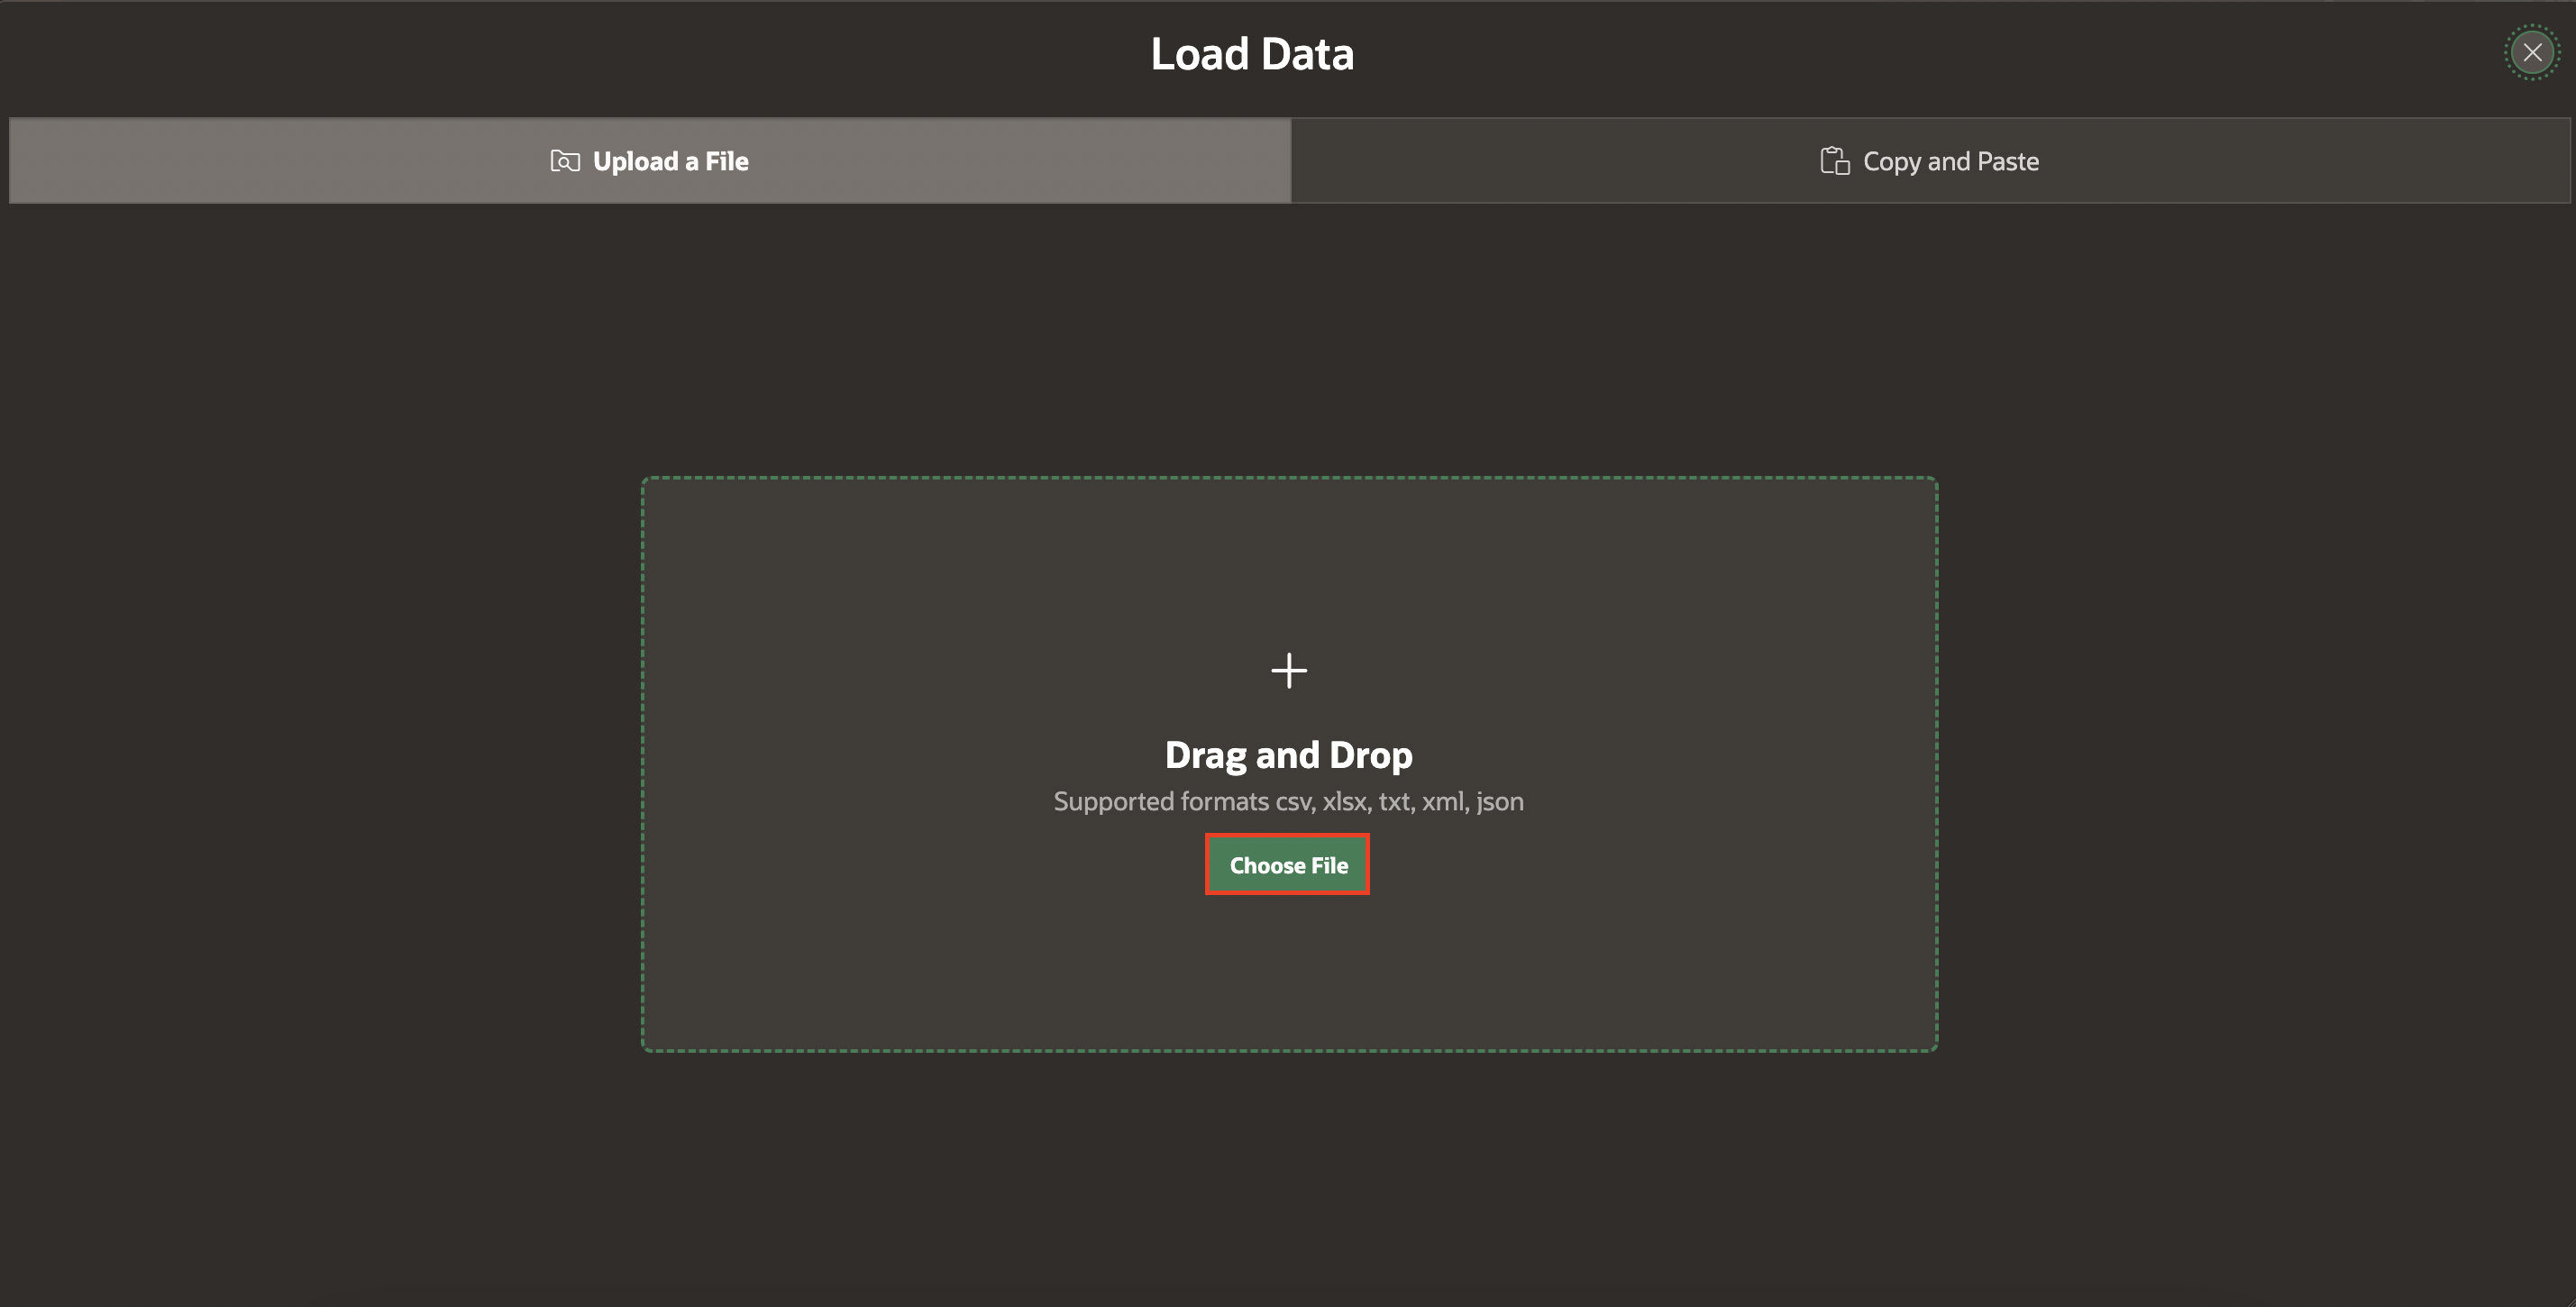 Load Data
Upload a File
Copy and Paste
Drag and Drop
Supported formats csv, xlsx, txt, xml, json
Choose File